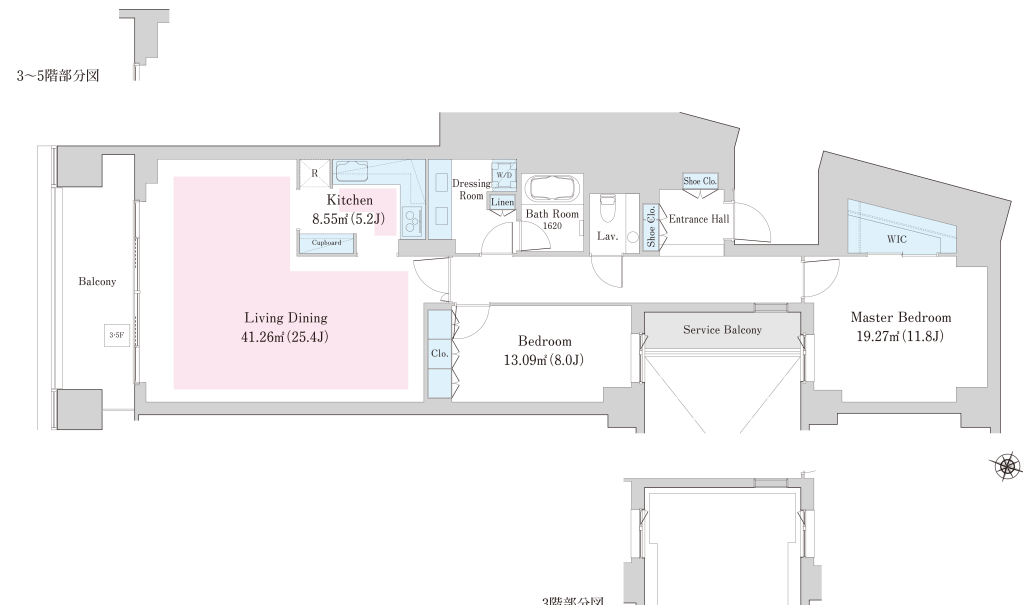 3～5階部分図
R
Kitchen
8.55㎡(5.2J)
Cupboard
Dressing
Room
W/D
Linen
Bath Room
1620
Lav.
Shoe Clo.
Shoe Clo.
Entrance Hall
WIC
Balcony
3-5F
Living Dining
41.26㎡(25.4J)
Clo.
Bedroom
13.09㎡(8.0J)
Service Balcony
Master Bedroom
19.27㎡(11.8J)
3階部分図